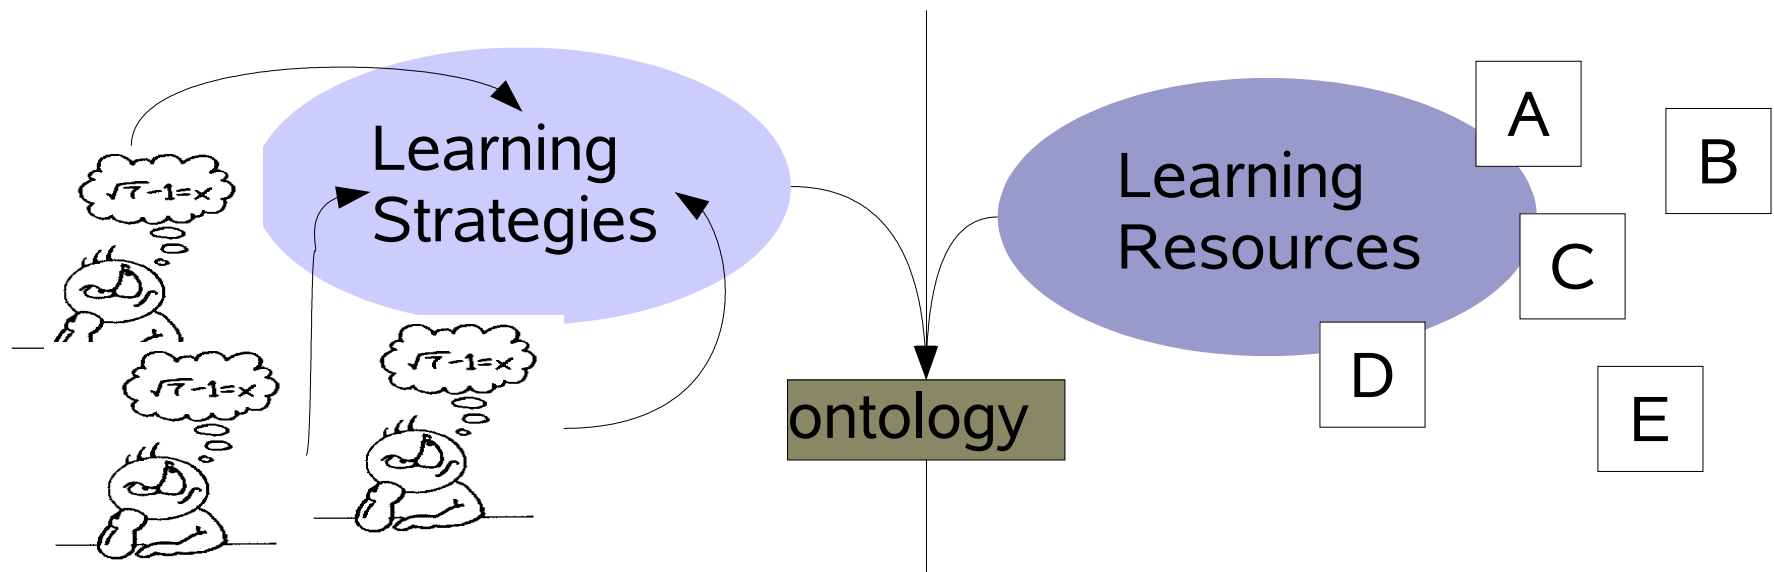 Learning
Strategies
√7-1=x
√7-1=x
√7-1=x
ontology
Learning
Resources
A
B
C
D
E